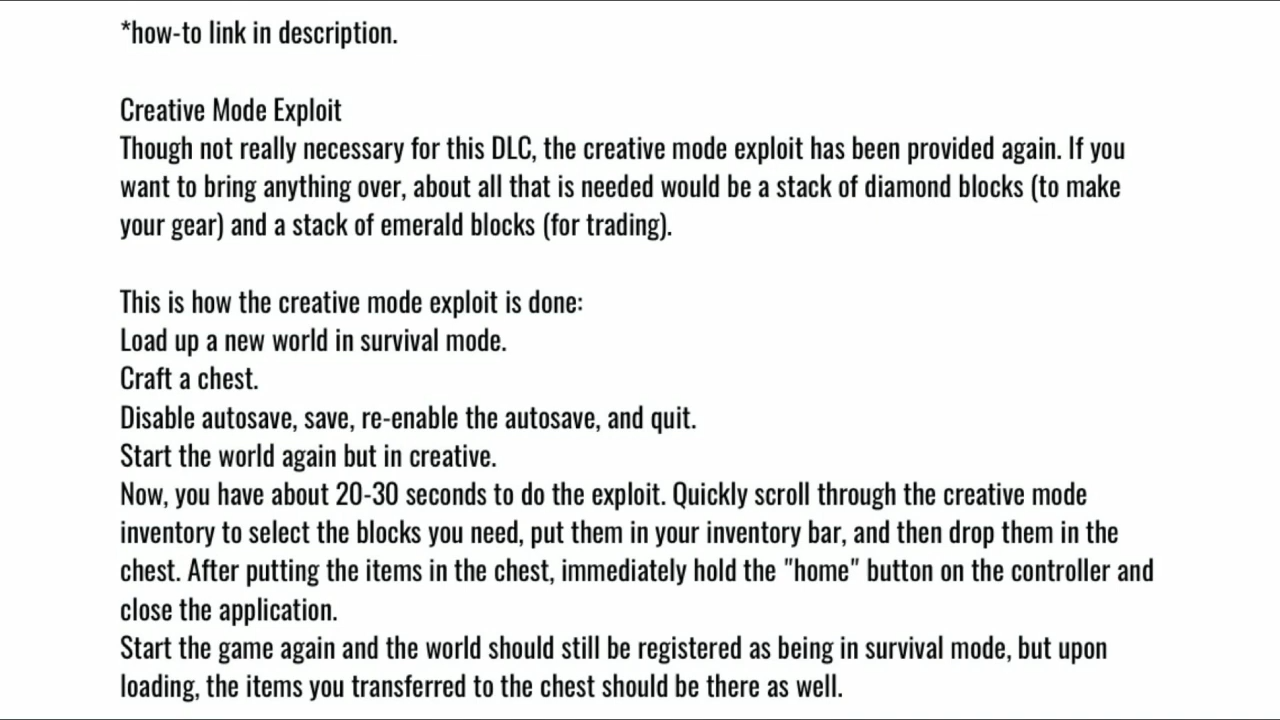 *how-to link in description.
Creative Mode Exploit
Though not really necessary for this DLC, the creative mode exploit has been provided again. If you
want to bring anything over, about all that is needed would be a stack of diamond blocks (to make
your gear) and a stack of emerald blocks (for trading).
This is how the creative mode exploit is done:
Load up a new world in survival mode.
Craft a chest.
Disable autosave, save, re-enable the autosave, and quit.
Start the world again but in creative.
Now, you have about 20-30 seconds to do the exploit. Quickly scroll through the creative mode
inventory to select the blocks you need, put them in your inventory bar, and then drop them in the
chest. After putting the items in the chest, immediately hold the "home" button on the controller and
close the application.
Start the game again and the world should still be registered as being in survival mode, but upon
loading, the items you transferred to the chest should be there as well.